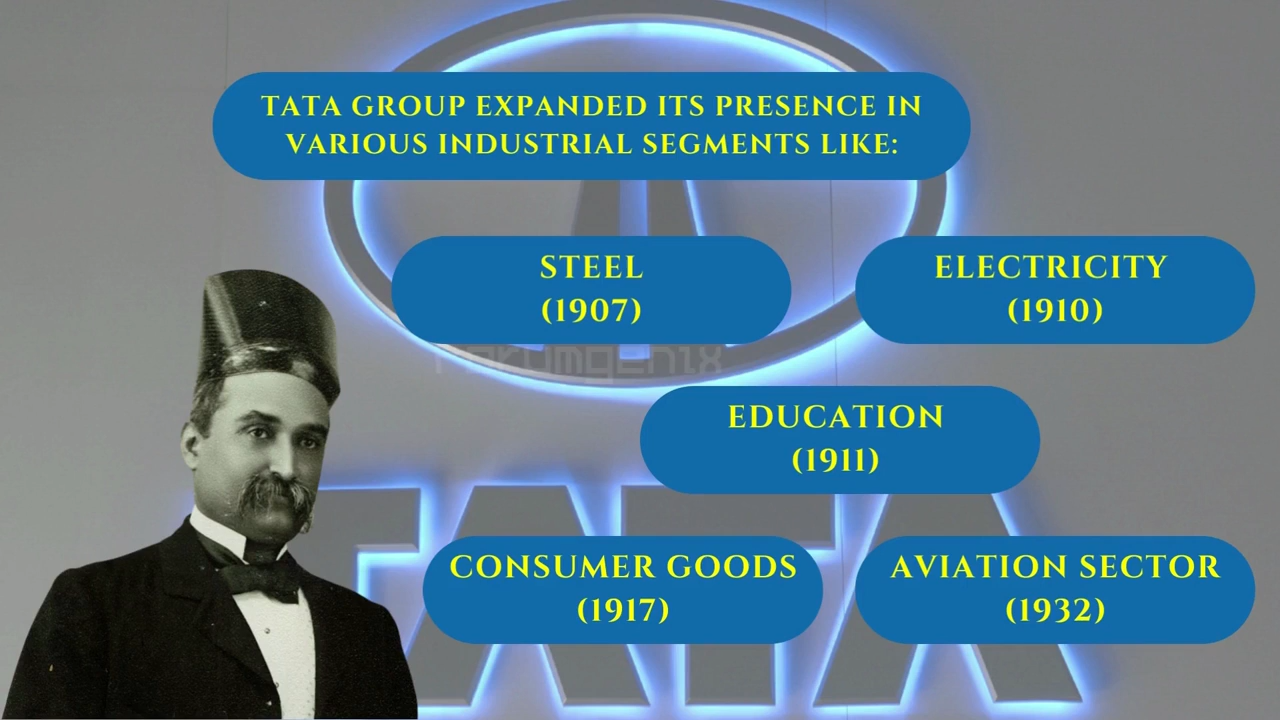 TATA GROUP EXPANDED ITS PRESENCE IN
VARIOUS INDUSTRIAL SEGMENTS LIKE:
STEEL
(1907)
ELECTRICITY
(1910)
EDUCATION
(1911)
CONSUMER GOODS
(1917)
AVIATION SECTOR
(1932)
TATA